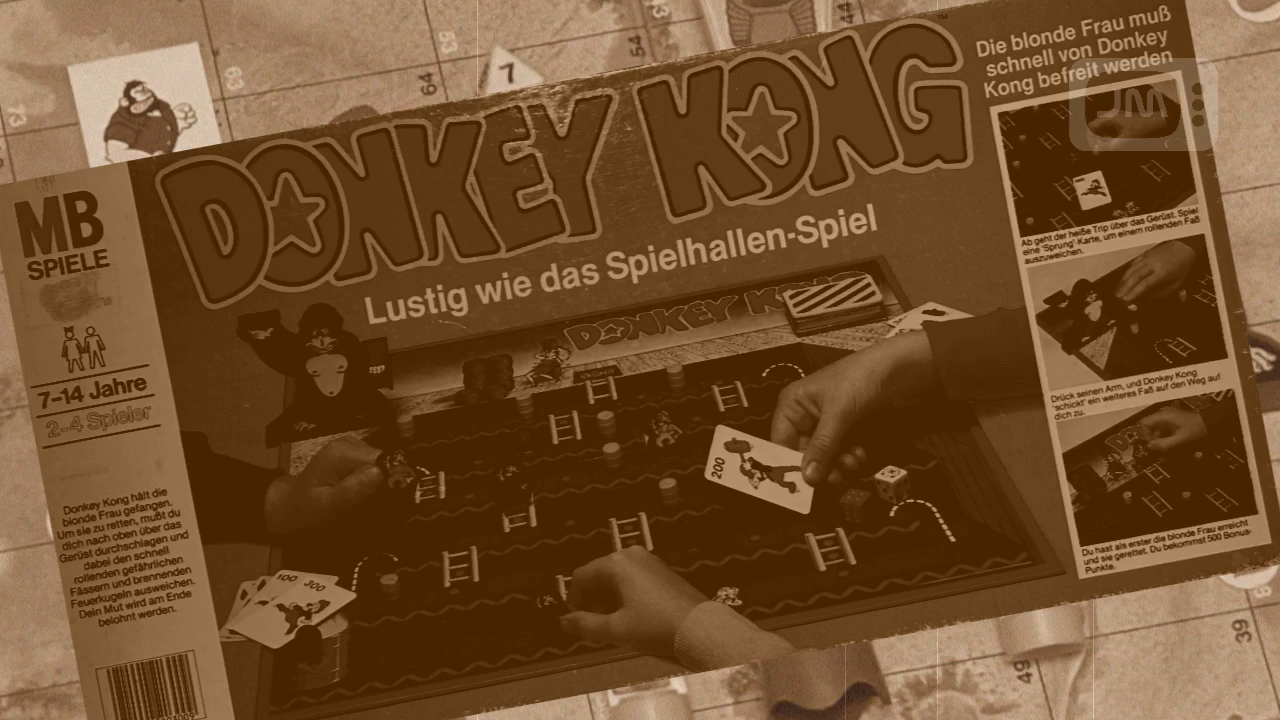 53
54
44
43
63
64
73
7
MB
SPIELE
7-14 Jahre
2-4 Spieler
Donkey Kong hält die
blonde Frau gefangen.
Um sie zu retten, mußt du
dich nach oben über das
Gerüst durchschlagen und
dabei den schnell
rollenden gefährlichen
Fässern und brennenden
Feuerkugeln ausweichen.
Dein Mut wird am Ende
belohnt werden.
DONKEY KONG
Lustig wie das Spielhallen-Spiel
DONKEY KONG
200
100
300
Die blonde Frau muß
schnell von Donkey
Kong befreit werden
JM
Ab geht der heiße Trip über das Gerüst. Spiel
eine 'Sprung'-Karte, um einem rollenden Faß
auszuweichen.
Drück seinen Arm, und Donkey Kong
'schickt' ein weiteres Faß auf den Weg auf
dich zu.
Du hast als erster die blonde Frau erreicht
und sie gerettet. Du bekommst 500 Bonus-
Punkte.
39
49